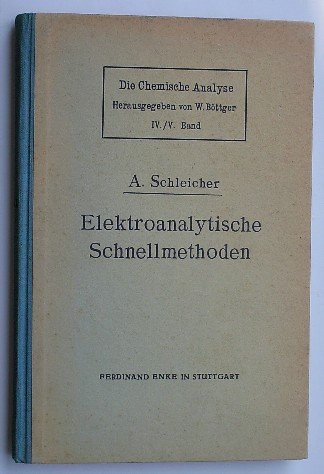 Die Chemische Analyse
Herausgegeben von W. Böttger
IV./V. Band
A. Schleicher
Elektroanalytische
Schnellmethoden
FERDINAND ENKE IN STUTTGART